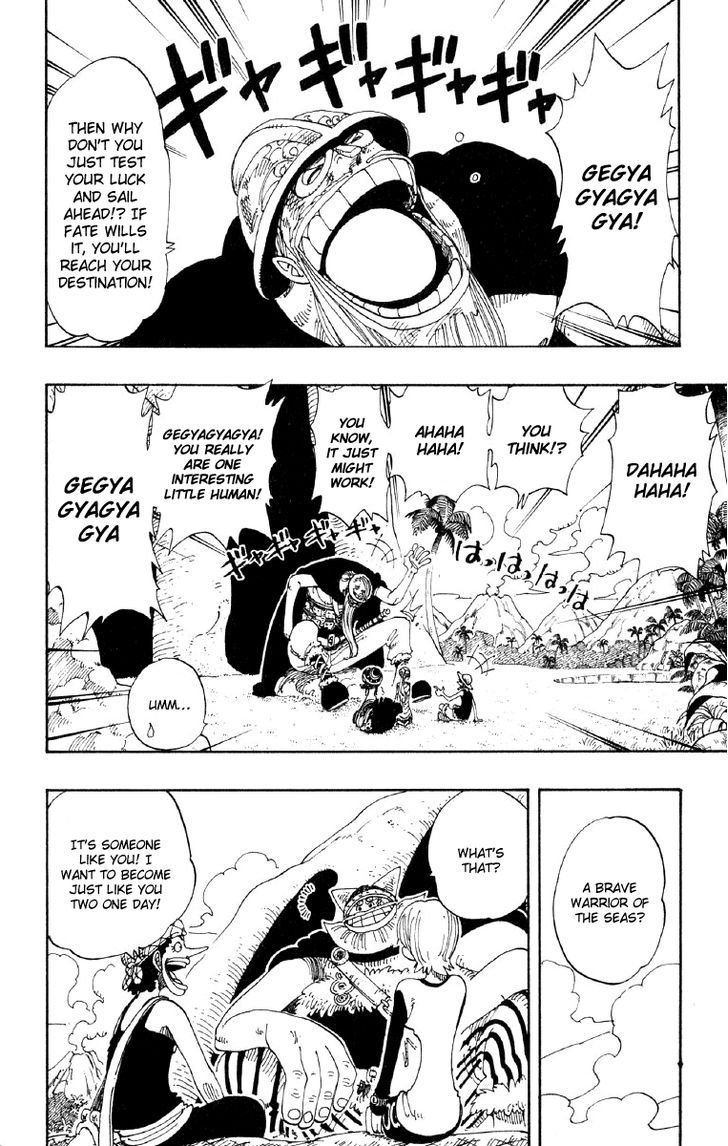 ギャギャギャギャ
GEGYA
GYAGYA
GYA!
THEN WHY
DON'T YOU
JUST TEST
YOUR LUCK
AND SAIL
AHEAD!? IF
FATE WILLS
IT, YOU'LL
REACH YOUR
DESTINATION!
DAHAHA
HAHA!
YOU
THINK!?
AHAHA
HAHA!
YOU
KNOW,
IT JUST
MIGHT
WORK!
GEGYAGYAGYA!
YOU REALLY
ARE ONE
INTERESTING
LITTLE HUMAN!
GEGYA
GYAGYA
GYA
ギャギャギャギャ
はっはっはっは
UMM...
A BRAVE
WARRIOR OF
THE SEAS?
WHAT'S
THAT?
IT'S SOMEONE
LIKE YOU! I
WANT TO BECOME
JUST LIKE YOU
TWO ONE DAY!